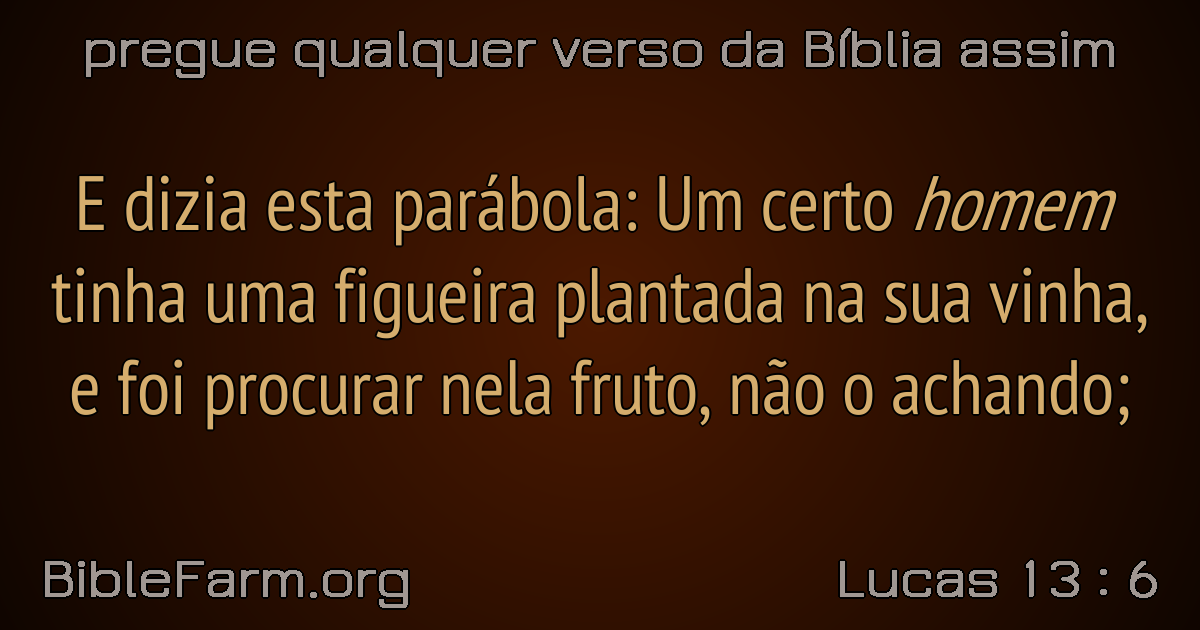 pregue qualquer verso da Bíblia assim
E dizia esta parábola: Um certo homem
tinha uma figueira plantada na sua vinha,
e foi procurar nela fruto, não o achando;
BibleFarm.org
Lucas 13 : 6